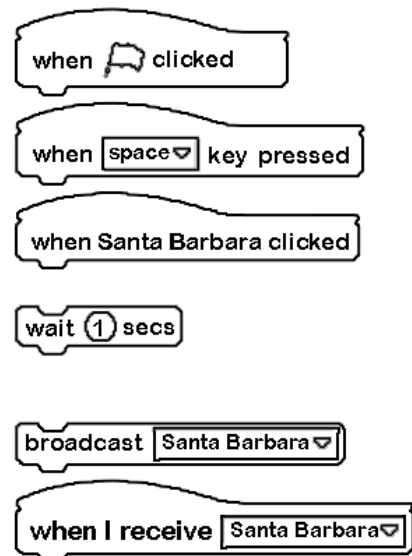 when clicked
when space key pressed
when Santa Barbara clicked
wait 1 secs
broadcast Santa Barbara
when I receive Santa Barbara